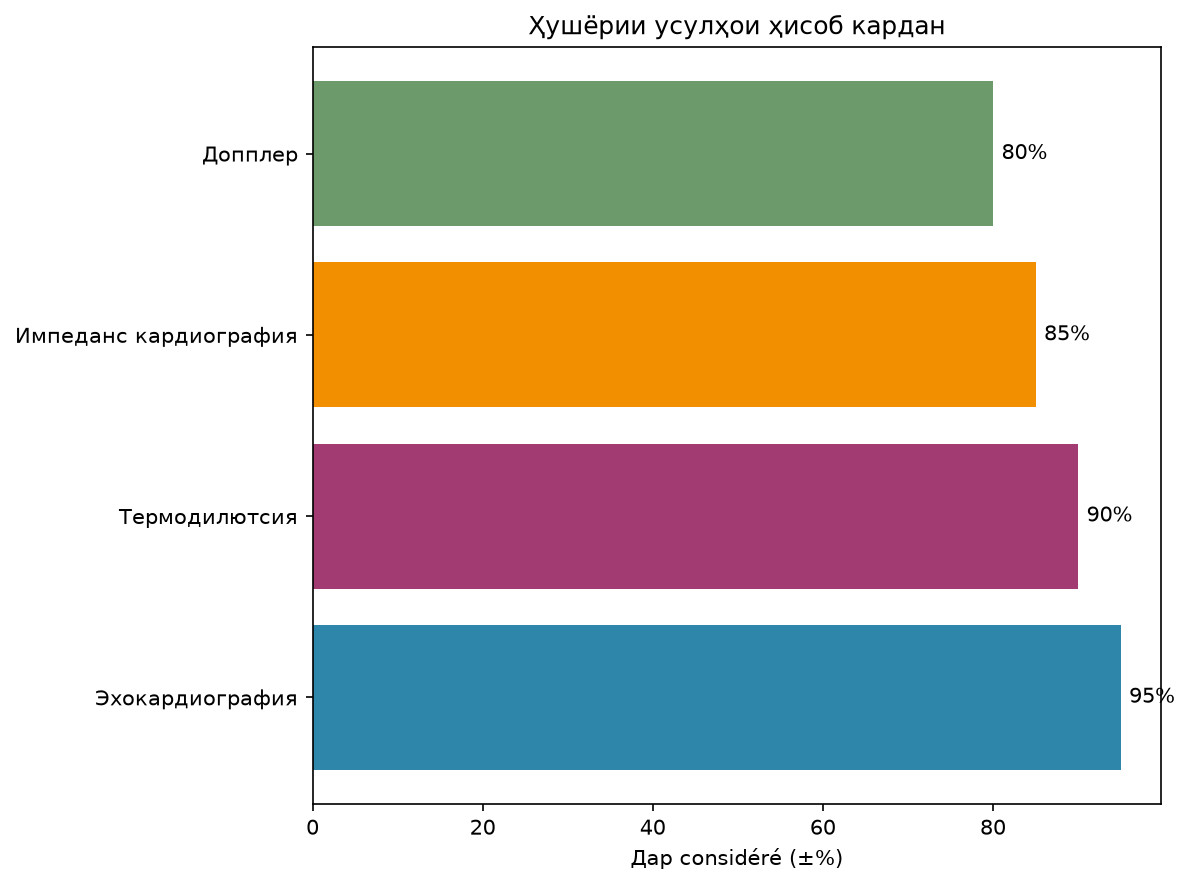 Ҳушёрии усулҳои ҳисоб кардан
Допплер
80%
Импеданс кардиография
85%
Термодилютсия
90%
Эхокардиография
95%
0 20 40 60 80
Дар considéré (±%)